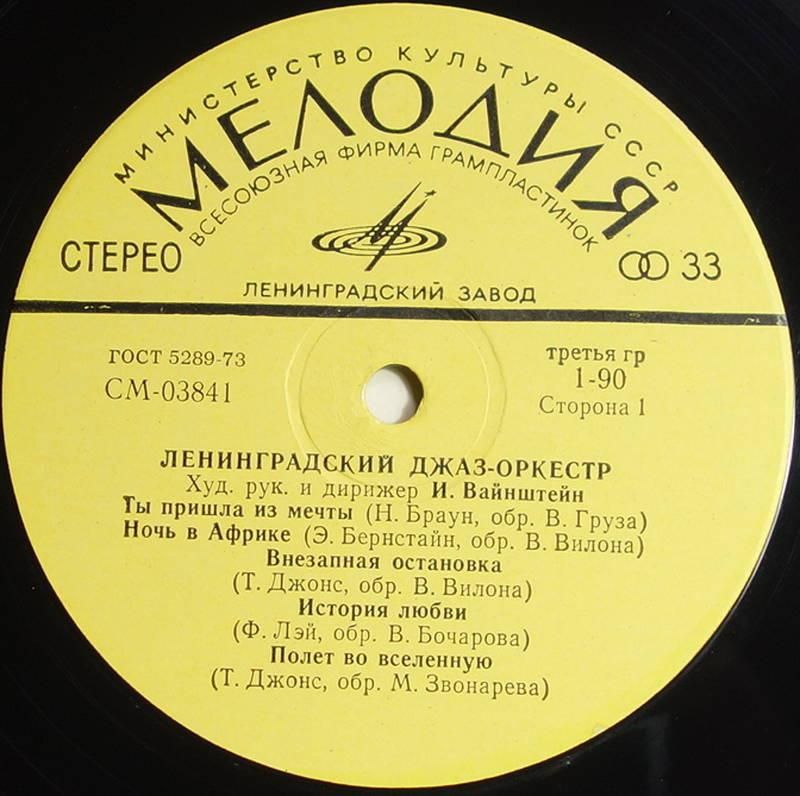 МИНИСТЕРСТВО КУЛЬТУРЫ СССР
МЕЛОДИЯ
ВСЕСОЮЗНАЯ ФИРМА ГРАМПЛАСТИНОК
СТЕРЕО
33
ЛЕНИНГРАДСКИЙ ЗАВОД
ГОСТ 5289-73
СМ-03841
третья гр
1-90
Сторона 1
ЛЕНИНГРАДСКИЙ ДЖАЗ-ОРКЕСТР
Худ. рук. и дирижер И. Вайнштейн
Ты пришла из мечты (Н. Браун, обр. В. Груза)
Ночь в Африке (Э. Бернстайн, обр. В. Вилона)
Внезапная остановка
(Т. Джонс, обр. В. Вилона)
История любви
(Ф. Лэй, обр. В. Бочарова)
Полет во вселенную
(Т. Джонс, обр. М. Звонарева)